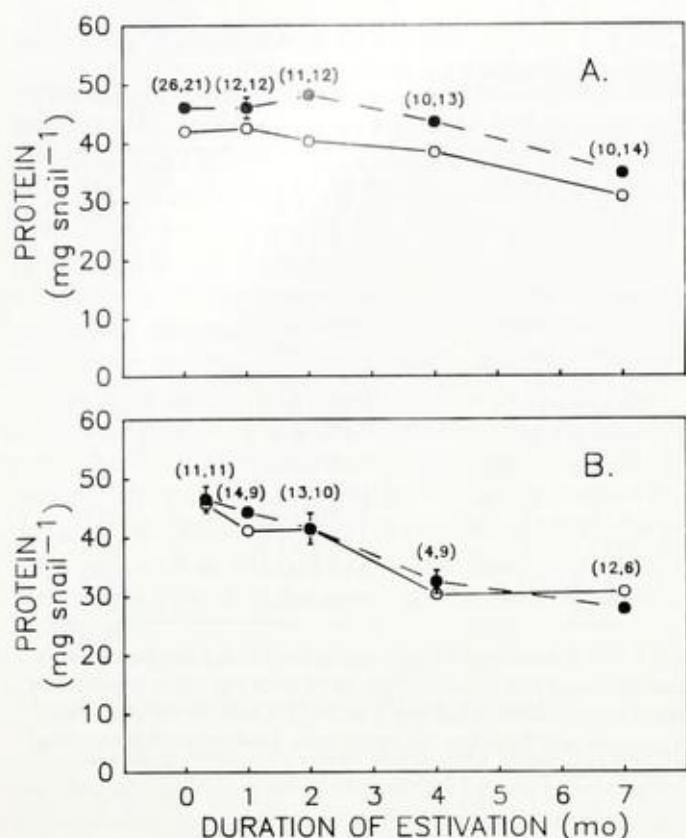 60
A.
(26,21) (12,12) (11,12)
50
(10,13)
40
(10,14)
30
20
10
0
PROTEIN
(mg snail⁻¹)
60
B.
(11,11)
(14,9) (13,10)
50
40
(4,9)
(12,6)
30
20
10
0
PROTEIN
(mg snail⁻¹)
0 1 2 3 4 5 6 7
DURATION OF ESTIVATION (mo)